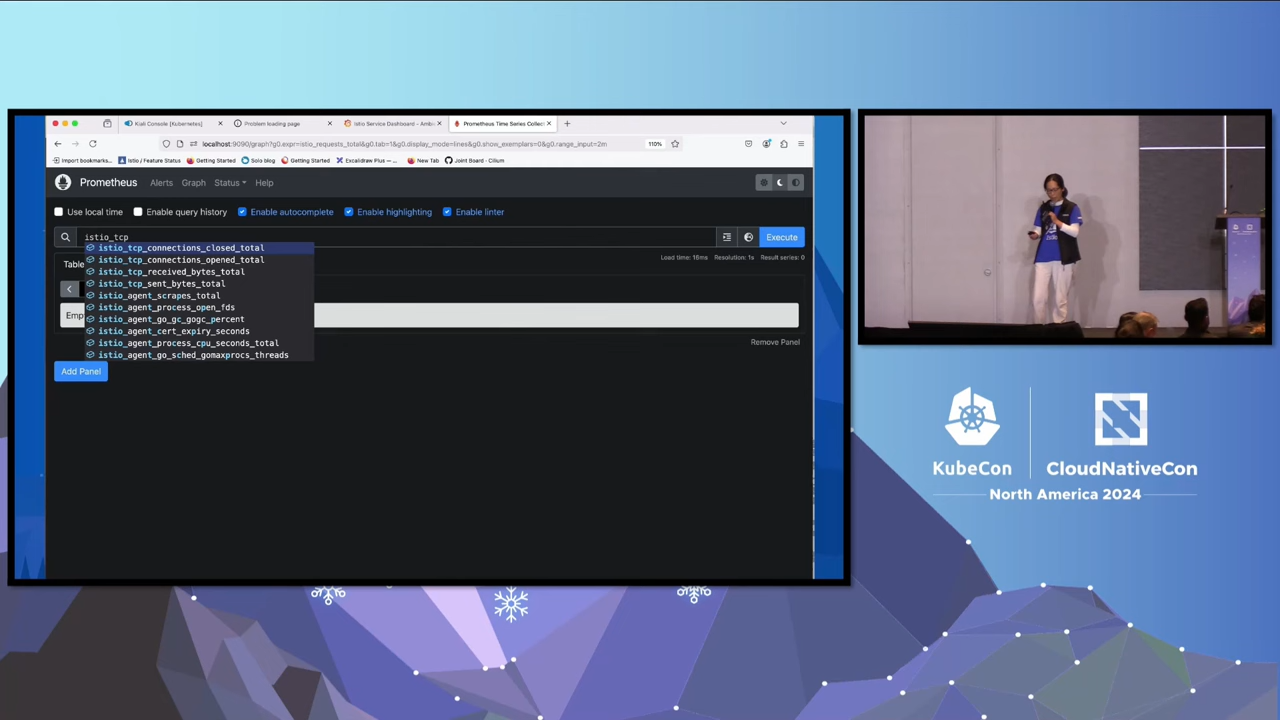 Kiali Console [Kubernetes]
Problem loading page
Istio Service Dashboard - Amb
Prometheus Time Series Collec
localhost:9090/graph?g0.expr=istio_requests_total&g0.tab=1&g0.display_mode=lines&g0.show_exemplars=0&g0.range_input=2m
110%
Import bookmarks...
Istio / Feature Status
Getting Started
Solo blog
Getting Started
Excalidraw Plus —...
New Tab
Joint Board - Cilium
Prometheus
Alerts
Graph
Status
Help
Use local time
Enable query history
Enable autocomplete
Enable highlighting
Enable linter
istio_tcp
Execute
istio_tcp_connections_closed_total
istio_tcp_connections_opened_total
istio_tcp_received_bytes_total
istio_tcp_sent_bytes_total
istio_agent_scrapes_total
istio_agent_process_open_fds
istio_agent_go_gc_gogc_percent
istio_agent_cert_expiry_seconds
istio_agent_process_cpu_seconds_total
istio_agent_go_sched_gomaxprocs_threads
Load time: 16ms
Resolution: 1s
Result series: 0
Table
Emp
Remove Panel
Add Panel
KubeCon
CloudNativeCon
North America 2024